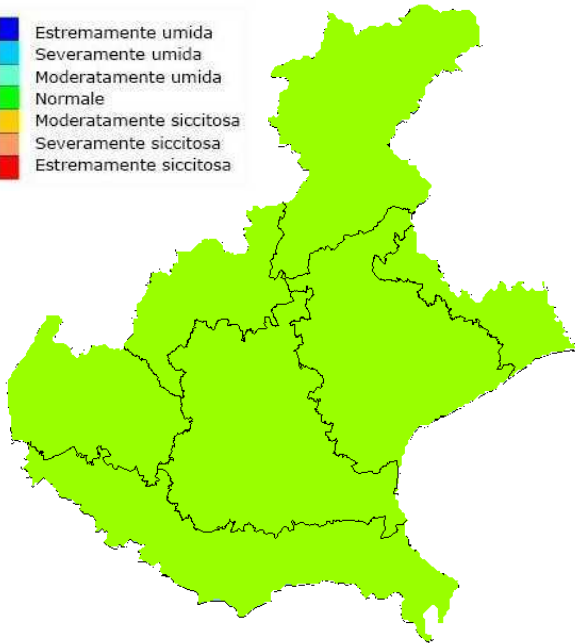 Estremamente umida
Severamente umida
Moderatamente umida
Normale
Moderatamente siccitosa
Severamente siccitosa
Estremamente siccitosa